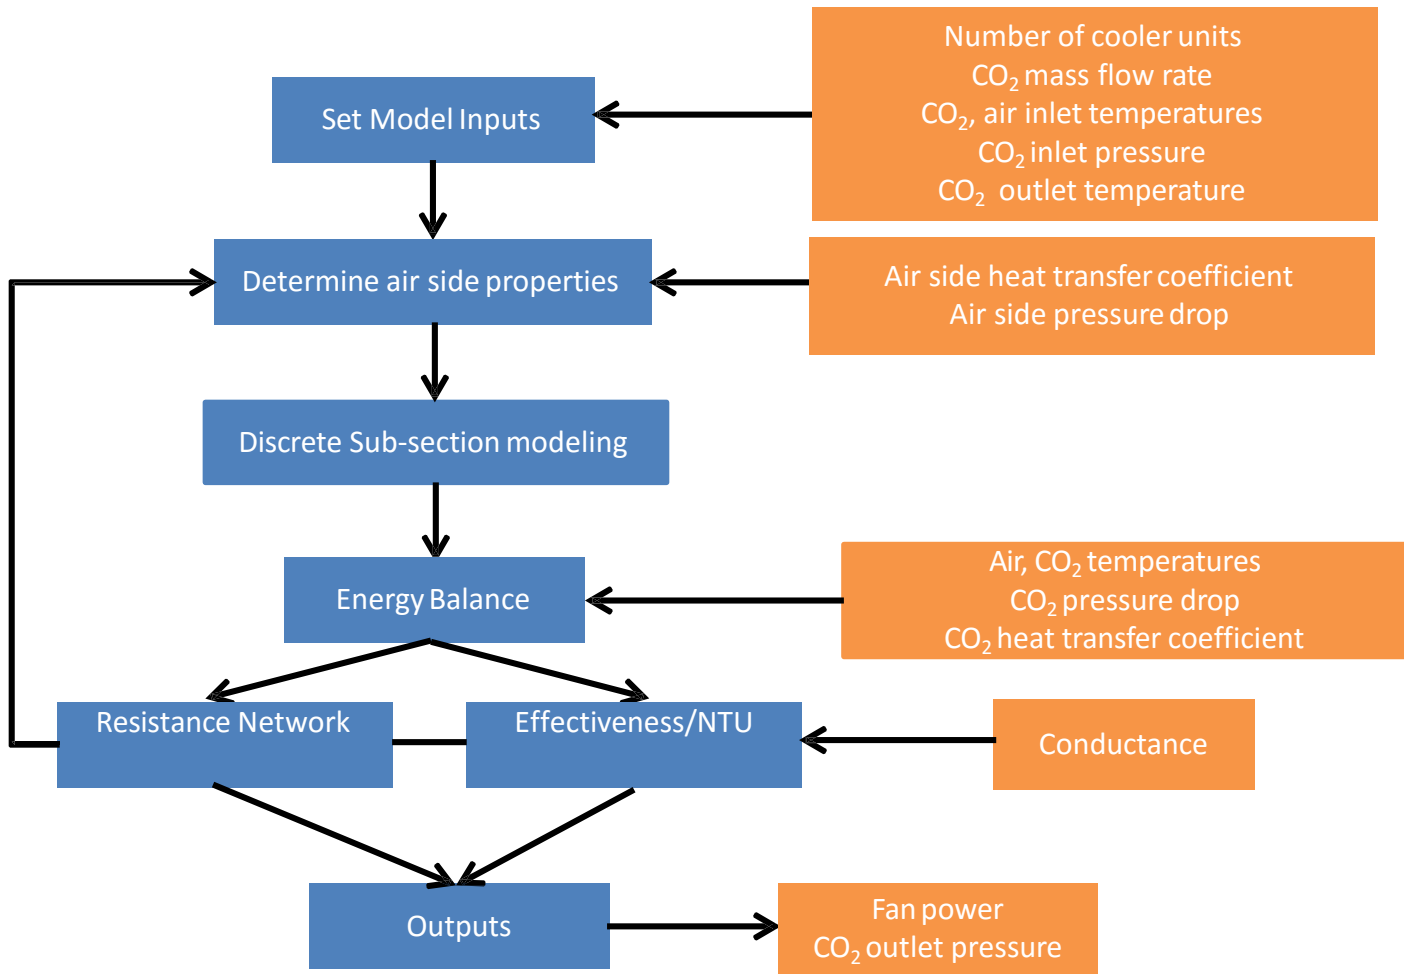 Number of cooler units
CO₂ mass flow rate
CO₂, air inlet temperatures
CO₂ inlet pressure
CO₂ outlet temperature
Set Model Inputs
Determine air side properties
Air side heat transfer coefficient
Air side pressure drop
Discrete Sub-section modeling
Energy Balance
Air, CO₂ temperatures
CO₂ pressure drop
CO₂ heat transfer coefficient
Resistance Network
Effectiveness/NTU
Conductance
Outputs
Fan power
CO₂ outlet pressure